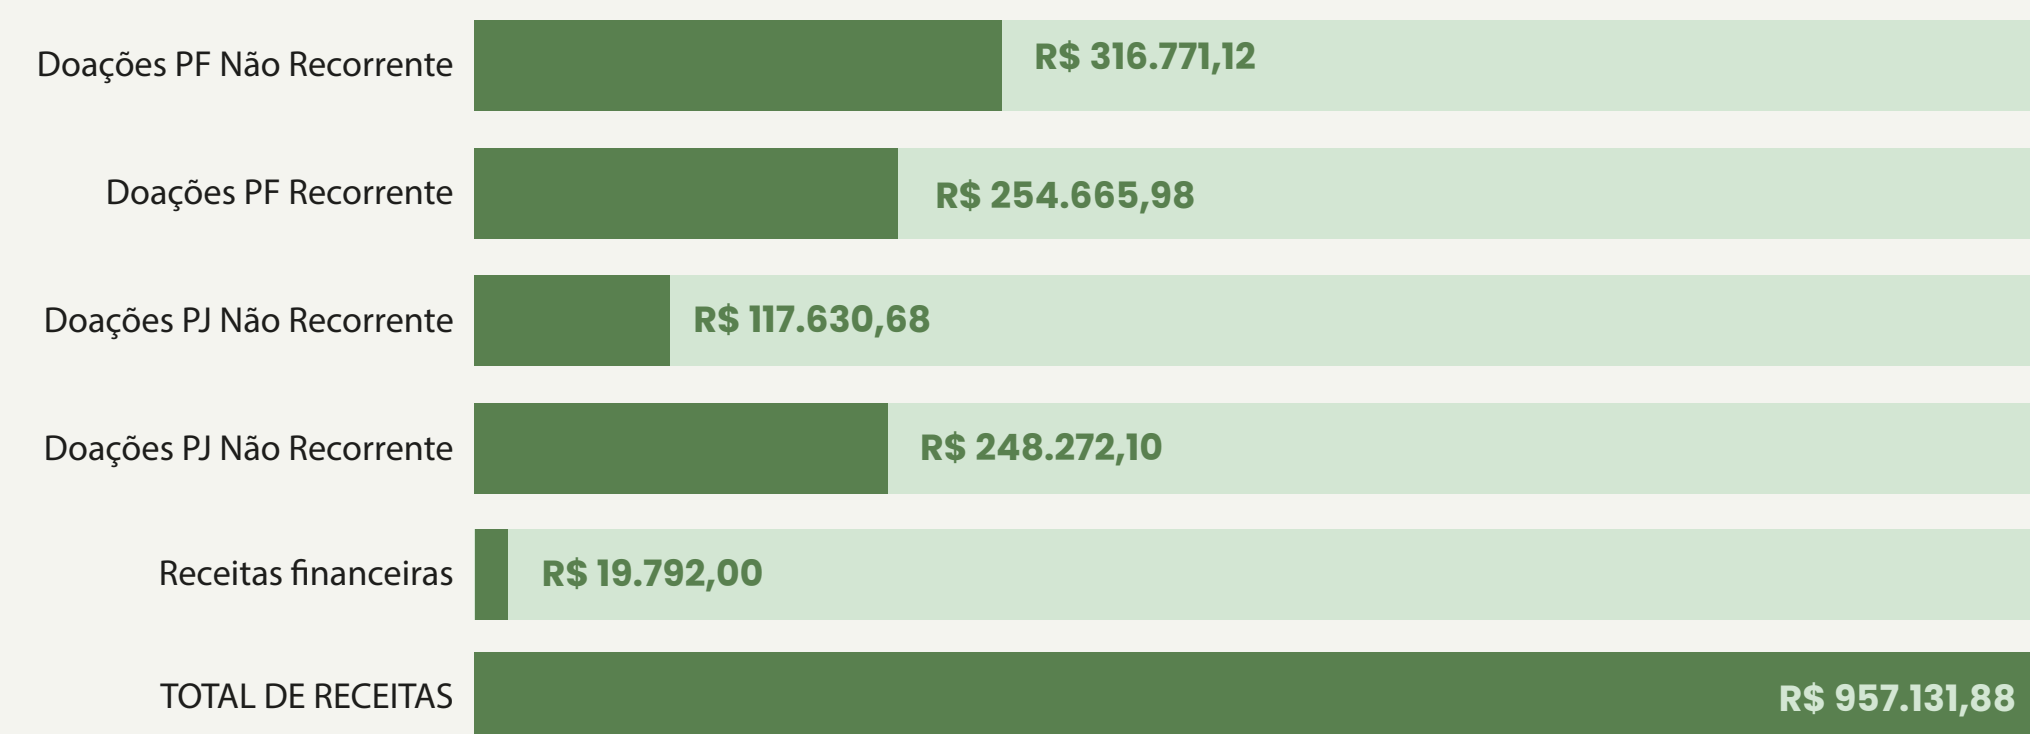 Doações PF Não Recorrente R$ 316.771,12
Doações PF Recorrente R$ 254.665,98
Doações PJ Não Recorrente R$ 117.630,68
Doações PJ Não Recorrente R$ 248.272,10
Receitas financeiras R$ 19.792,00
TOTAL DE RECEITAS R$ 957.131,88